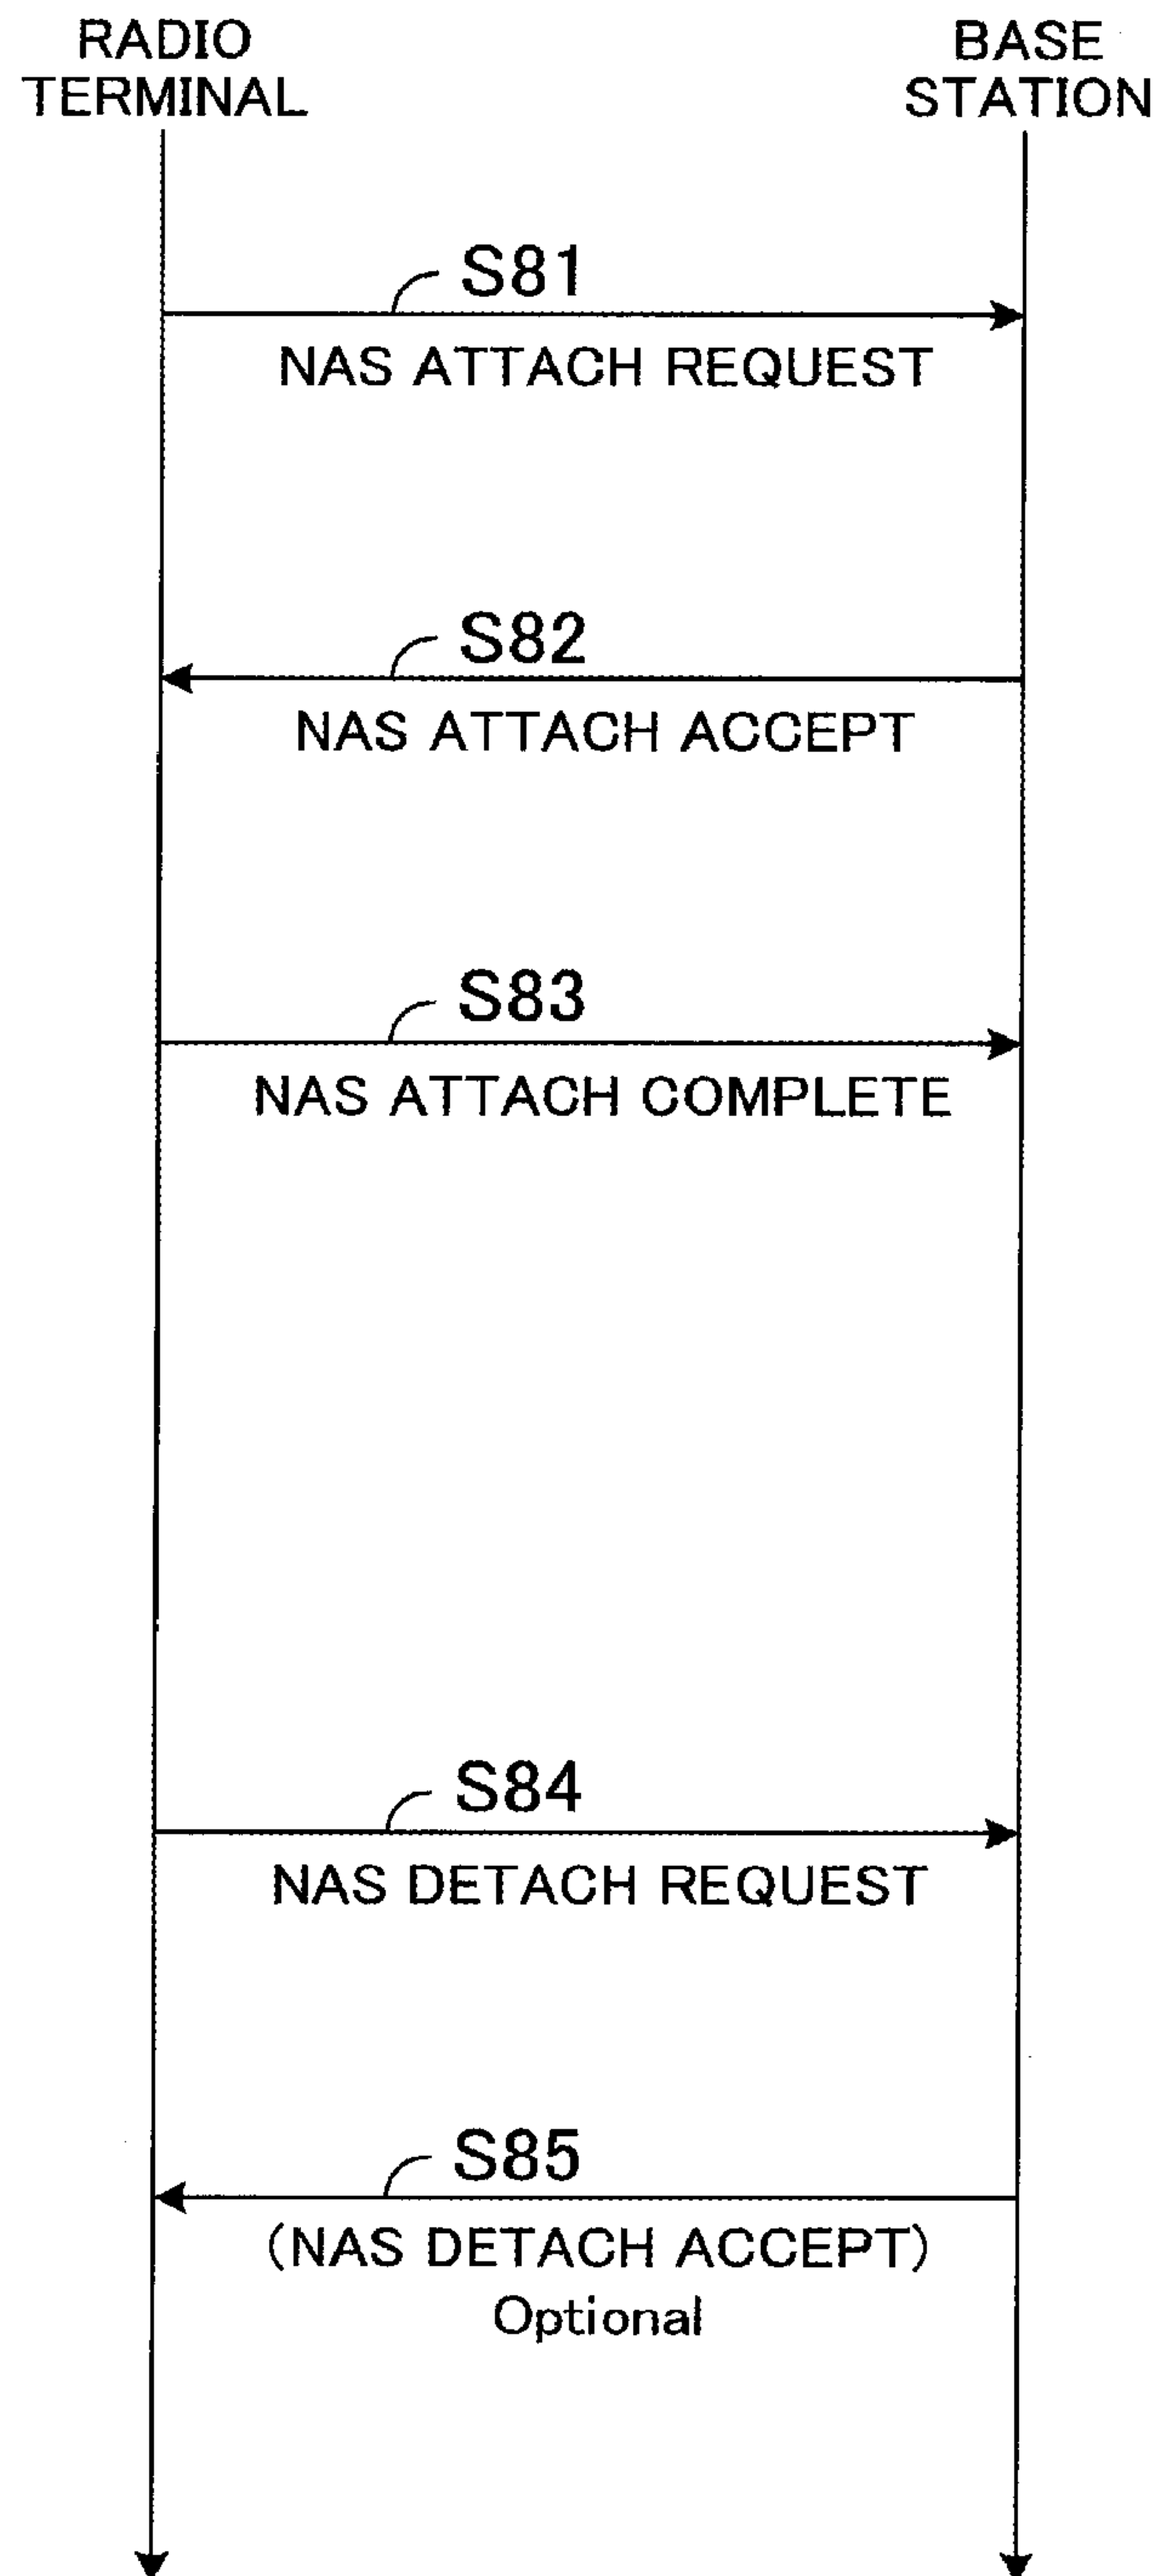 RADIO
TERMINAL
BASE
STATION
S81
NAS ATTACH REQUEST
S82
NAS ATTACH ACCEPT
S83
NAS ATTACH COMPLETE
S84
NAS DETACH REQUEST
S85
(NAS DETACH ACCEPT)
Optional